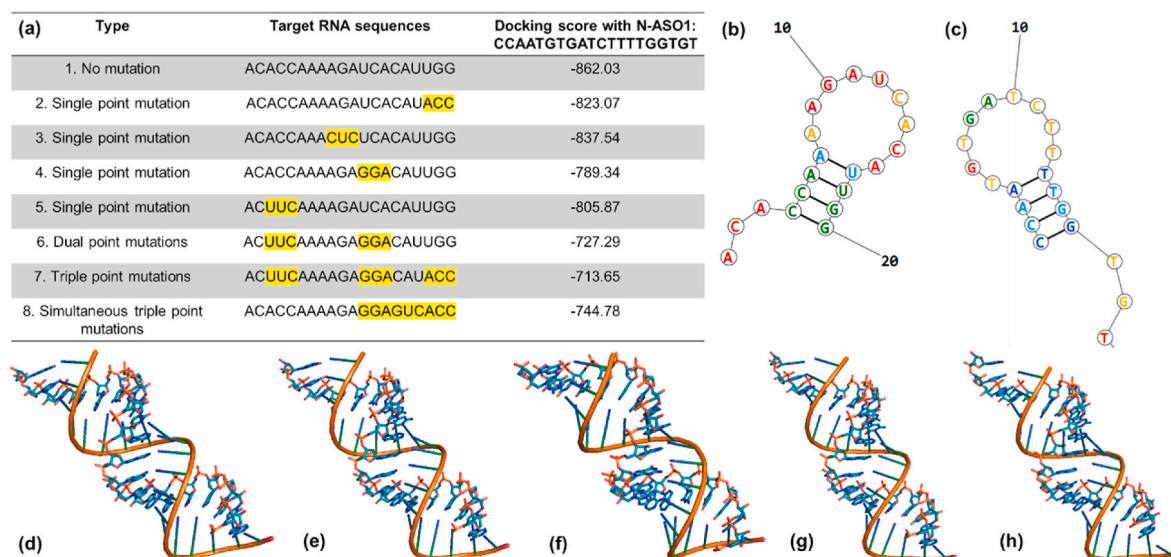 (a) Type Target RNA sequences Docking score with N-ASO1:
CCAATGTGATCTTTTGGTGT
1. No mutation ACACCAAAAGAUCACAUUGG -862.03
2. Single point mutation ACACCAAAAGAUCACAUACC -823.07
3. Single point mutation ACACCAAACUCUCACAUUGG -837.54
4. Single point mutation ACACCAAAAGAGGACAUUGG -789.34
5. Single point mutation ACUUCAAAAGAUCACAUUGG -805.87
6. Dual point mutations ACUUCAAAAGAGGACAUUGG -727.29
7. Triple point mutations ACUUCAAAAGAGGACAUACC -713.65
8. Simultaneous triple point
mutations
ACACCAAAAGAGGAGUCACC -744.78
(b)
10
A C A C C A A A A G A U C A C A U U G G
20
(c)
10
C C A A T G T G A T C T T T T G G T G T
(d)
(e)
(f)
(g)
(h)